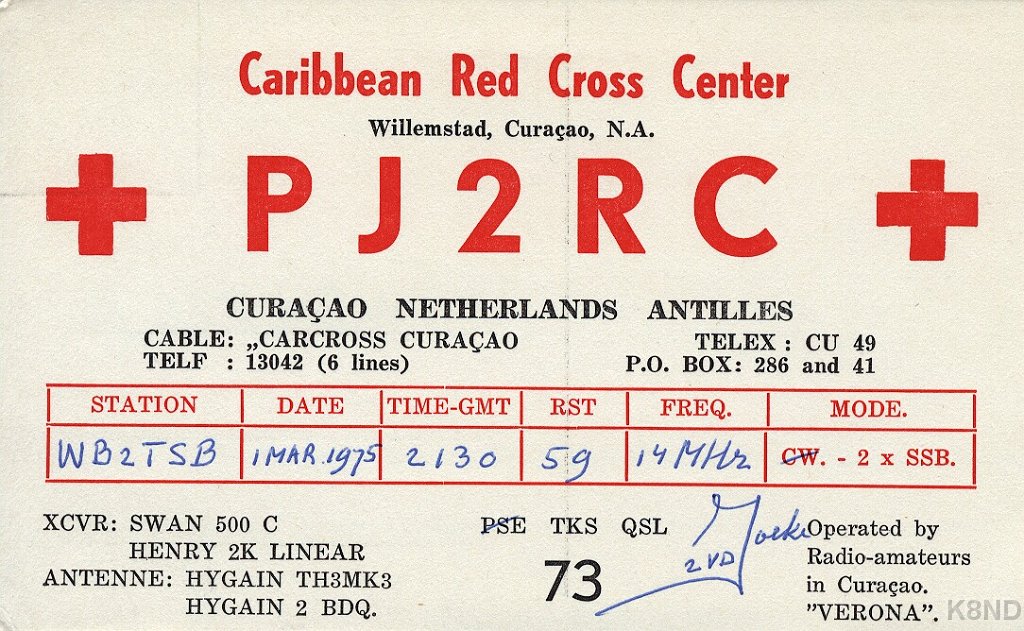 Caribbean Red Cross Center
Willemstad, Curaçao, N.A.
PJ2RC
CURAÇAO NETHERLANDS ANTILLES
CABLE: „CARCROSS CURAÇAO
TELEX : CU 49
TELF : 13042 (6 lines)
P.O. BOX: 286 and 41
STATION DATE TIME-GMT RST FREQ. MODE.
WB2TSB 1 MAR. 1975 2130 59 14 MHz CW. - 2 x SSB.
XCVR: SWAN 500 C
HENRY 2K LINEAR
ANTENNE: HYGAIN TH3MK3
HYGAIN 2 BDQ.
PSE TKS QSL
73
2VD
Operated by
Radio-amateurs
in Curaçao.
"VERONA".
K8ND